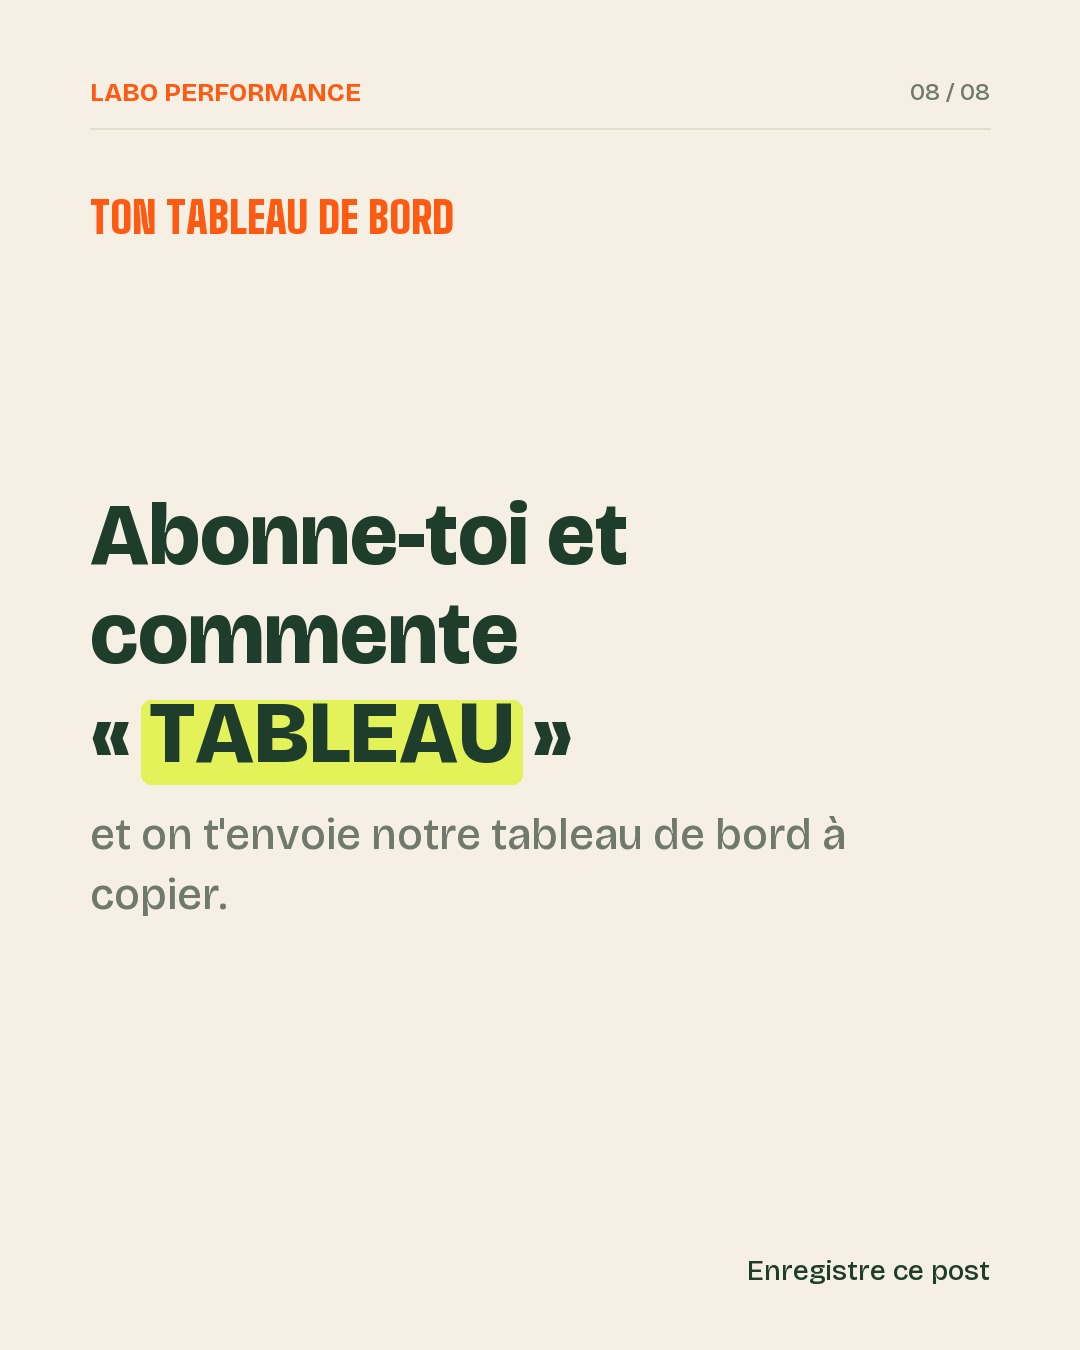 LABO PERFORMANCE
08 / 08
TON TABLEAU DE BORD
Abonne-toi et
commente
« TABLEAU »
et on t'envoie notre tableau de bord à
copier.
Enregistre ce post